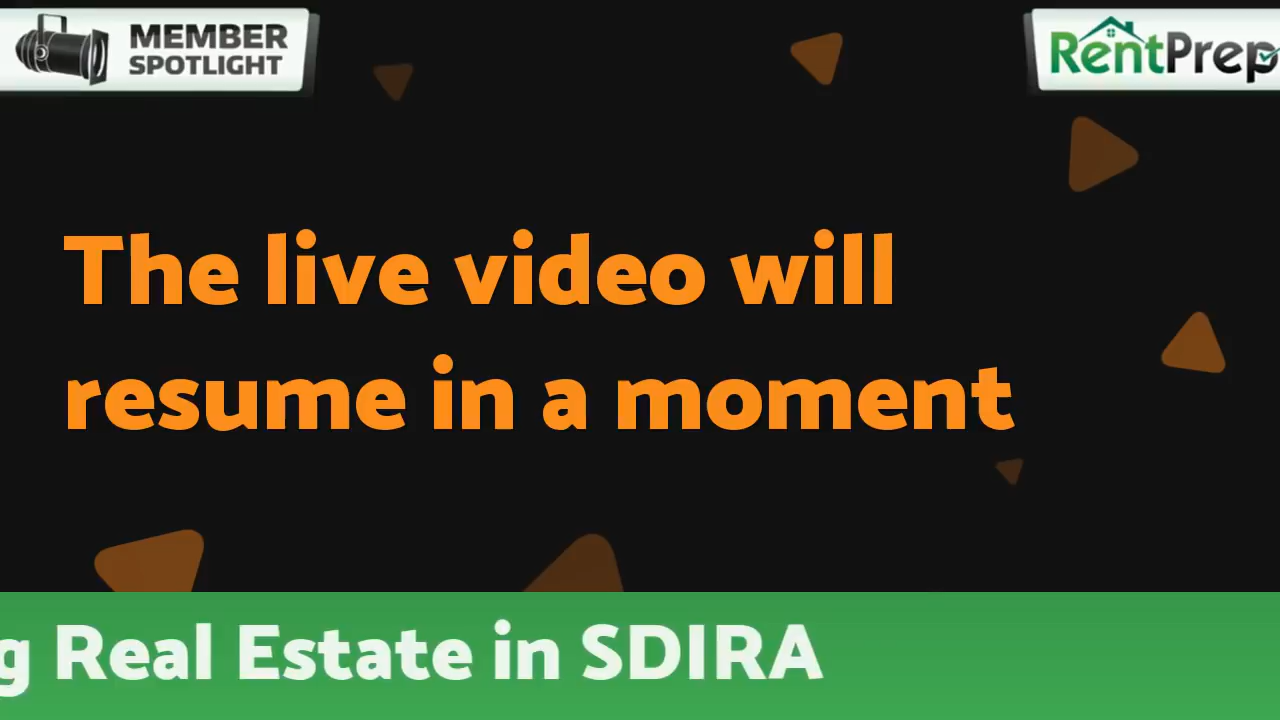 MEMBER
SPOTLIGHT
RentPrep
The live video will
resume in a moment
g Real Estate in SDIRA